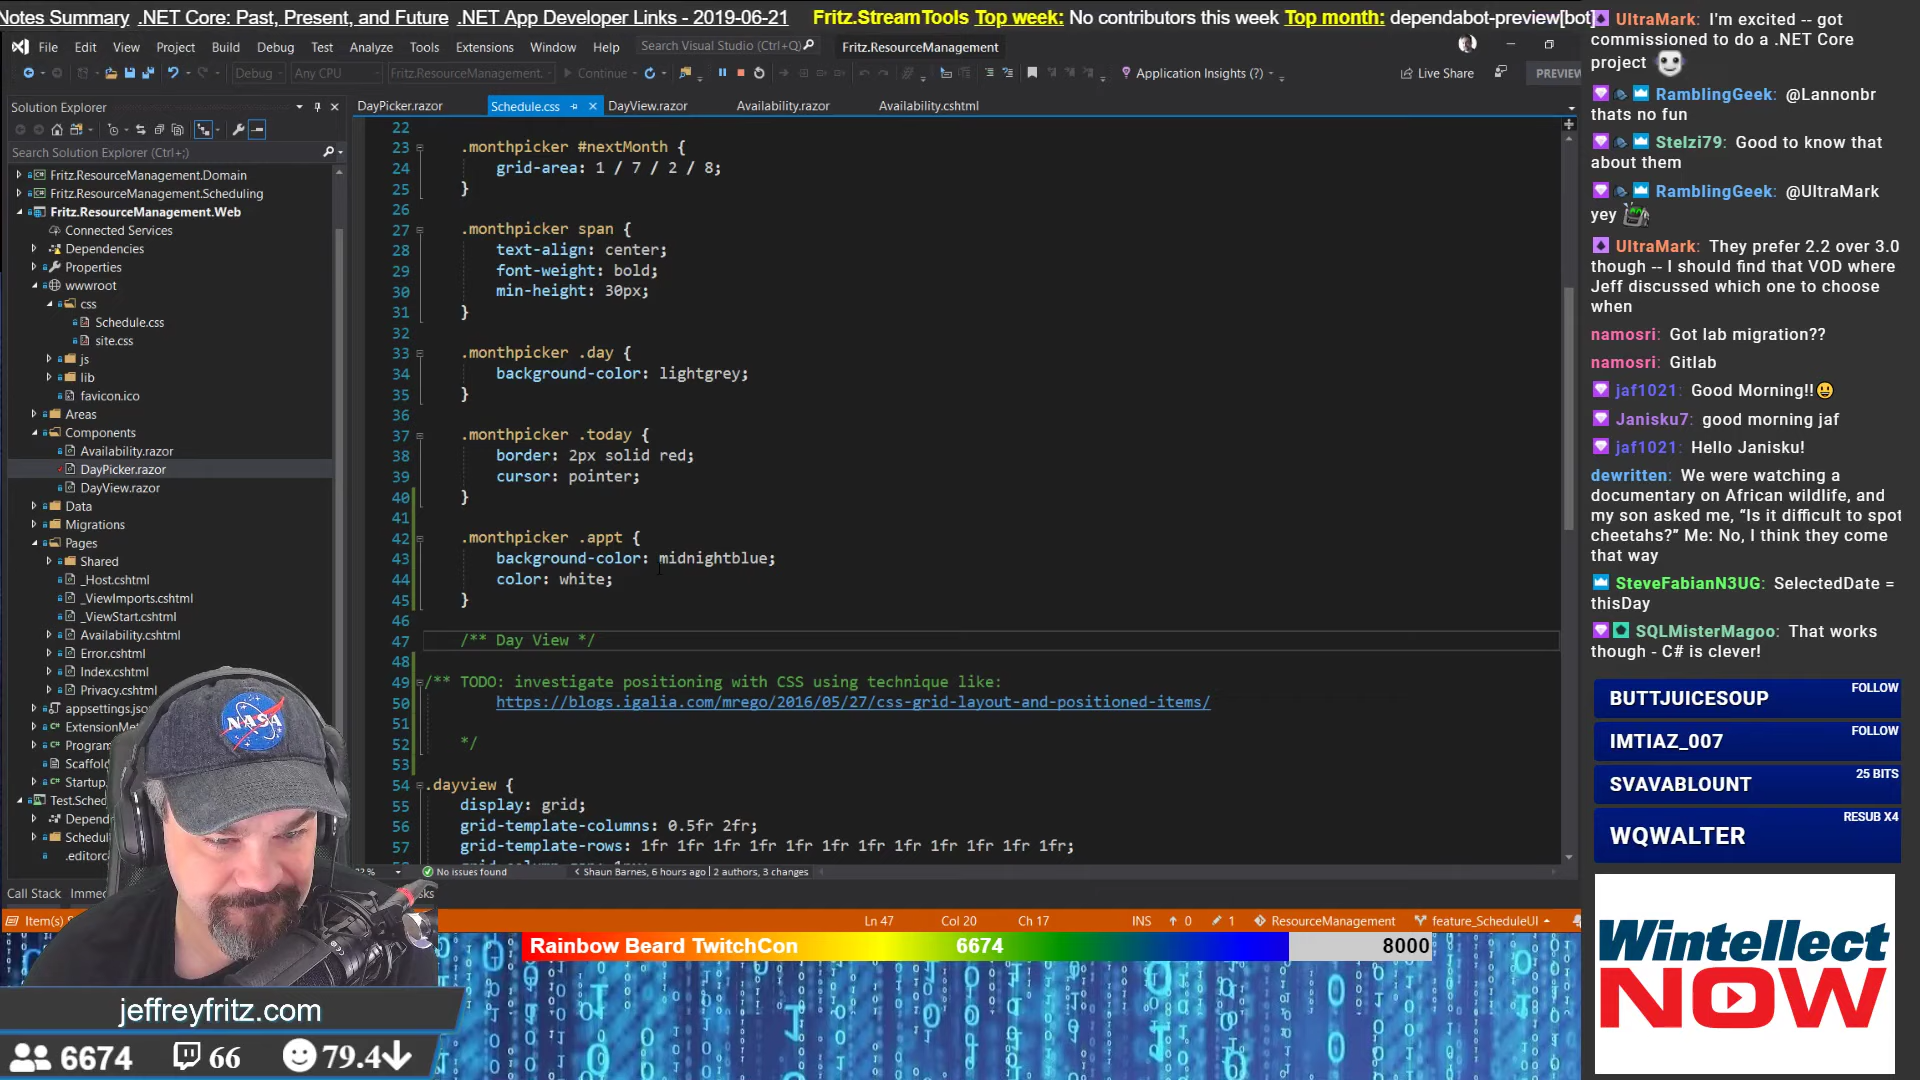 Notes Summary .NET Core: Past, Present, and Future .NET App Developer Links - 2019-06-21 Fritz.StreamTools Top week: No contributors this week Top month: dependabot-preview[bot]
File Edit View Project Build Debug Test Analyze Tools Extensions Window Help Search Visual Studio (Ctrl+Q) Fritz.ResourceManagement
Debug Any CPU Fritz.ResourceManagement. Continue Application Insights (?) Live Share PREVIEW
Solution Explorer
Search Solution Explorer (Ctrl+;)
Fritz.ResourceManagement.Domain
Fritz.ResourceManagement.Scheduling
Fritz.ResourceManagement.Web
Connected Services
Dependencies
Properties
wwwroot
css
Schedule.css
site.css
js
lib
favicon.ico
Areas
Components
Availability.razor
DayPicker.razor
DayView.razor
Data
Migrations
Pages
Shared
_Host.cshtml
_ViewImports.cshtml
_ViewStart.cshtml
Availability.cshtml
Error.cshtml
Index.cshtml
Privacy.cshtml
appsettings.jso
ExtensionMet
Program
Scaffold
Startup.
Test.Sched
Depend
Schedul
.editorc
DayPicker.razor Schedule.css DayView.razor Availability.razor Availability.cshtml
22
23 .monthpicker #nextMonth {
24 grid-area: 1 / 7 / 2 / 8;
25 }
26
27 .monthpicker span {
28 text-align: center;
29 font-weight: bold;
30 min-height: 30px;
31 }
32
33 .monthpicker .day {
34 background-color: lightgrey;
35 }
36
37 .monthpicker .today {
38 border: 2px solid red;
39 cursor: pointer;
40 }
41
42 .monthpicker .appt {
43 background-color: midnightblue;
44 color: white;
45 }
46
47 /** Day View */
48
49 /** TODO: investigate positioning with CSS using technique like:
50 https://blogs.igalia.com/mrego/2016/05/27/css-grid-layout-and-positioned-items/
51
52 */
53
54 .dayview {
55 display: grid;
56 grid-template-columns: 0.5fr 2fr;
57 grid-template-rows: 1fr 1fr 1fr 1fr 1fr 1fr 1fr 1fr 1fr 1fr 1fr 1fr;
No issues found < Shaun Barnes, 6 hours ago | 2 authors, 3 changes
Call Stack Immed
Item(s) Ln 47 Col 20 Ch 17 INS 0 1 ResourceManagement feature_ScheduleUI
Rainbow Beard TwitchCon 6674 8000
NASA
jeffreyfritz.com
6674 66 79.4
UltraMark: I'm excited -- got
commissioned to do a .NET Core
project
RamblingGeek: @Lannonbr
thats no fun
Stelzi79: Good to know that
about them
RamblingGeek: @UltraMark
yey
UltraMark: They prefer 2.2 over 3.0
though -- I should find that VOD where
Jeff discussed which one to choose
when
namosri: Got lab migration??
namosri: Gitlab
jaf1021: Good Morning!!
Janisku7: good morning jaf
jaf1021: Hello Janisku!
dewritten: We were watching a
documentary on African wildlife, and
my son asked me, “Is it difficult to spot
cheetahs?” Me: No, I think they come
that way
SteveFabianN3UG: SelectedDate =
thisDay
SQLMisterMagoo: That works
though - C# is clever!
BUTTJUICESOUP FOLLOW
IMTIAZ_007 FOLLOW
SVAVABLOUNT 25 BITS
WQWALTER RESUB X4
Wintellect
NOW